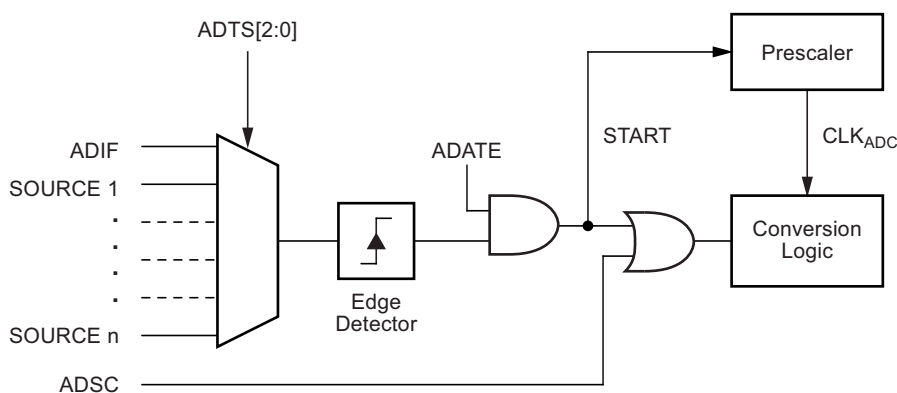 ADTS[2:0]
Prescaler
START
CLKADC
ADIF
ADATE
SOURCE 1
.
.
.
.
Conversion
Logic
Edge
Detector
SOURCE n
ADSC